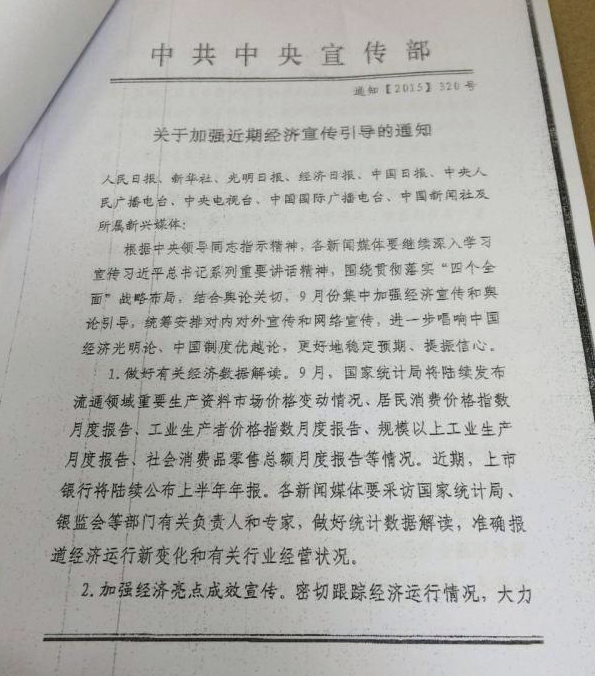 中共中央宣传部
通知【2015】320号
关于加强近期经济宣传引导的通知
人民日报、新华社、光明日报、经济日报、中国日报、中央人
民广播电台、中央电视台、中国国际广播电台、中国新闻社及
所属新兴媒体:
根据中央领导同志指示精神,各新闻媒体要继续深入学习
宣传习近平总书记系列重要讲话精神,围绕贯彻落实“四个全
面”战略布局,结合舆论关切,9月份集中加强经济宣传和舆
论引导。统筹安排对内对外宣传和网络宣传,进一步唱响中国
经济光明论、中国制度优越论,更好地稳定预期、提振信心。
1.做好有关经济数据解读。9月,国家统计局将陆续发布
流通领域重要生产资料市场价格变动情况、居民消费价格指数
月度报告、工业生产者价格指数月度报告、规模以上工业生产
月度报告、社会消费品零售总额月度报告等情况。近期,上市
银行将陆续公布上半年年报。各新闻媒体要采访国家统计局、
银监会等部门有关负责人和专家,做好统计数据解读,准确报
道经济运行新变化和有关行业经营状况。
2.加强经济亮点成效宣传。密切跟踪经济运行情况,大力